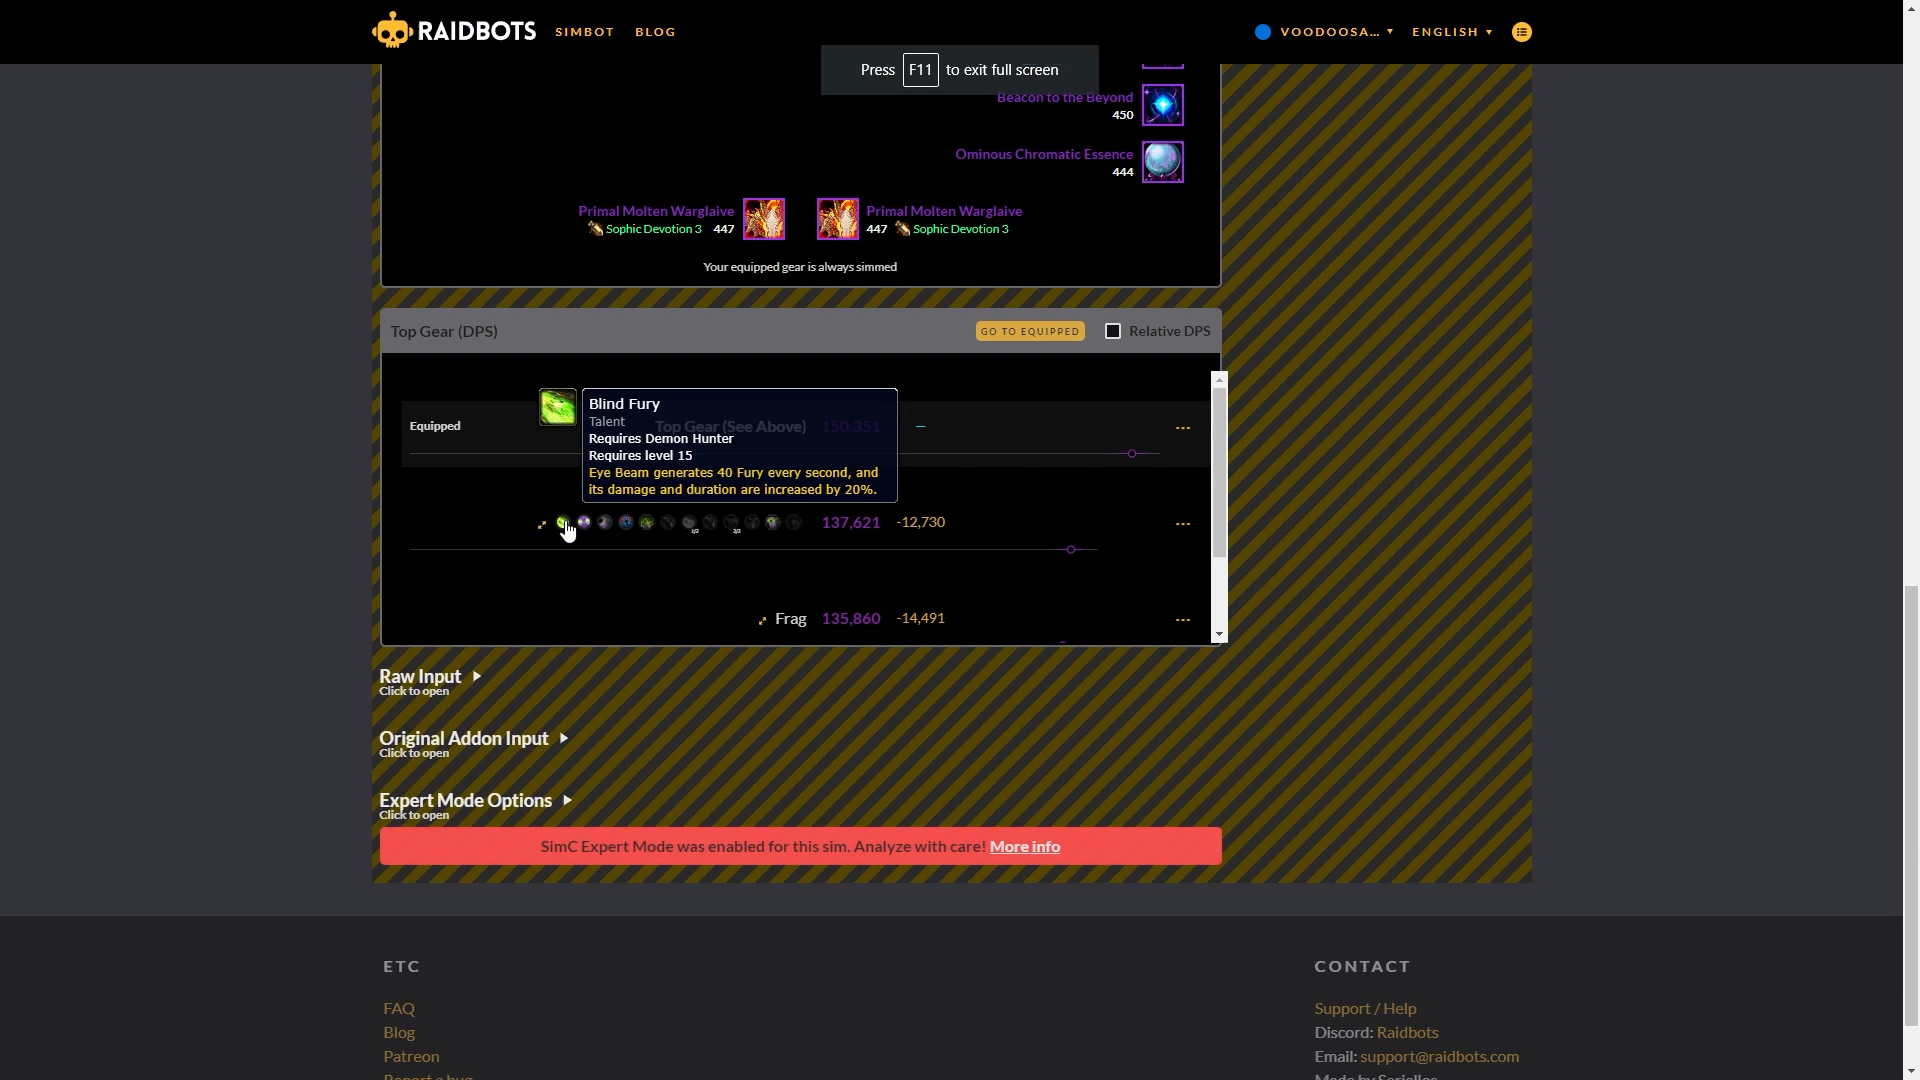 RAIDBOTS SIMBOT BLOG VOODOOSA... ENGLISH
Press F11 to exit full screen
Beacon to the Beyond
450
Ominous Chromatic Essence
444
Primal Molten Warglaive Primal Molten Warglaive
Sophic Devotion 3 447 447 Sophic Devotion 3
Your equipped gear is always simmed
Top Gear (DPS) GO TO EQUIPPED Relative DPS
Blind Fury
Talent
Equipped Top Gear (See Above) 150,351 —
Requires Demon Hunter
Requires level 15
Eye Beam generates 40 Fury every second, and
its damage and duration are increased by 20%.
137,621 -12,730
Frag 135,860 -14,491
Raw Input
Click to open
Original Addon Input
Click to open
Expert Mode Options
Click to open
SimC Expert Mode was enabled for this sim. Analyze with care! More info
ETC CONTACT
FAQ Support / Help
Blog Discord: Raidbots
Patreon Email: support@raidbots.com
Report a bug Made by Seriallos